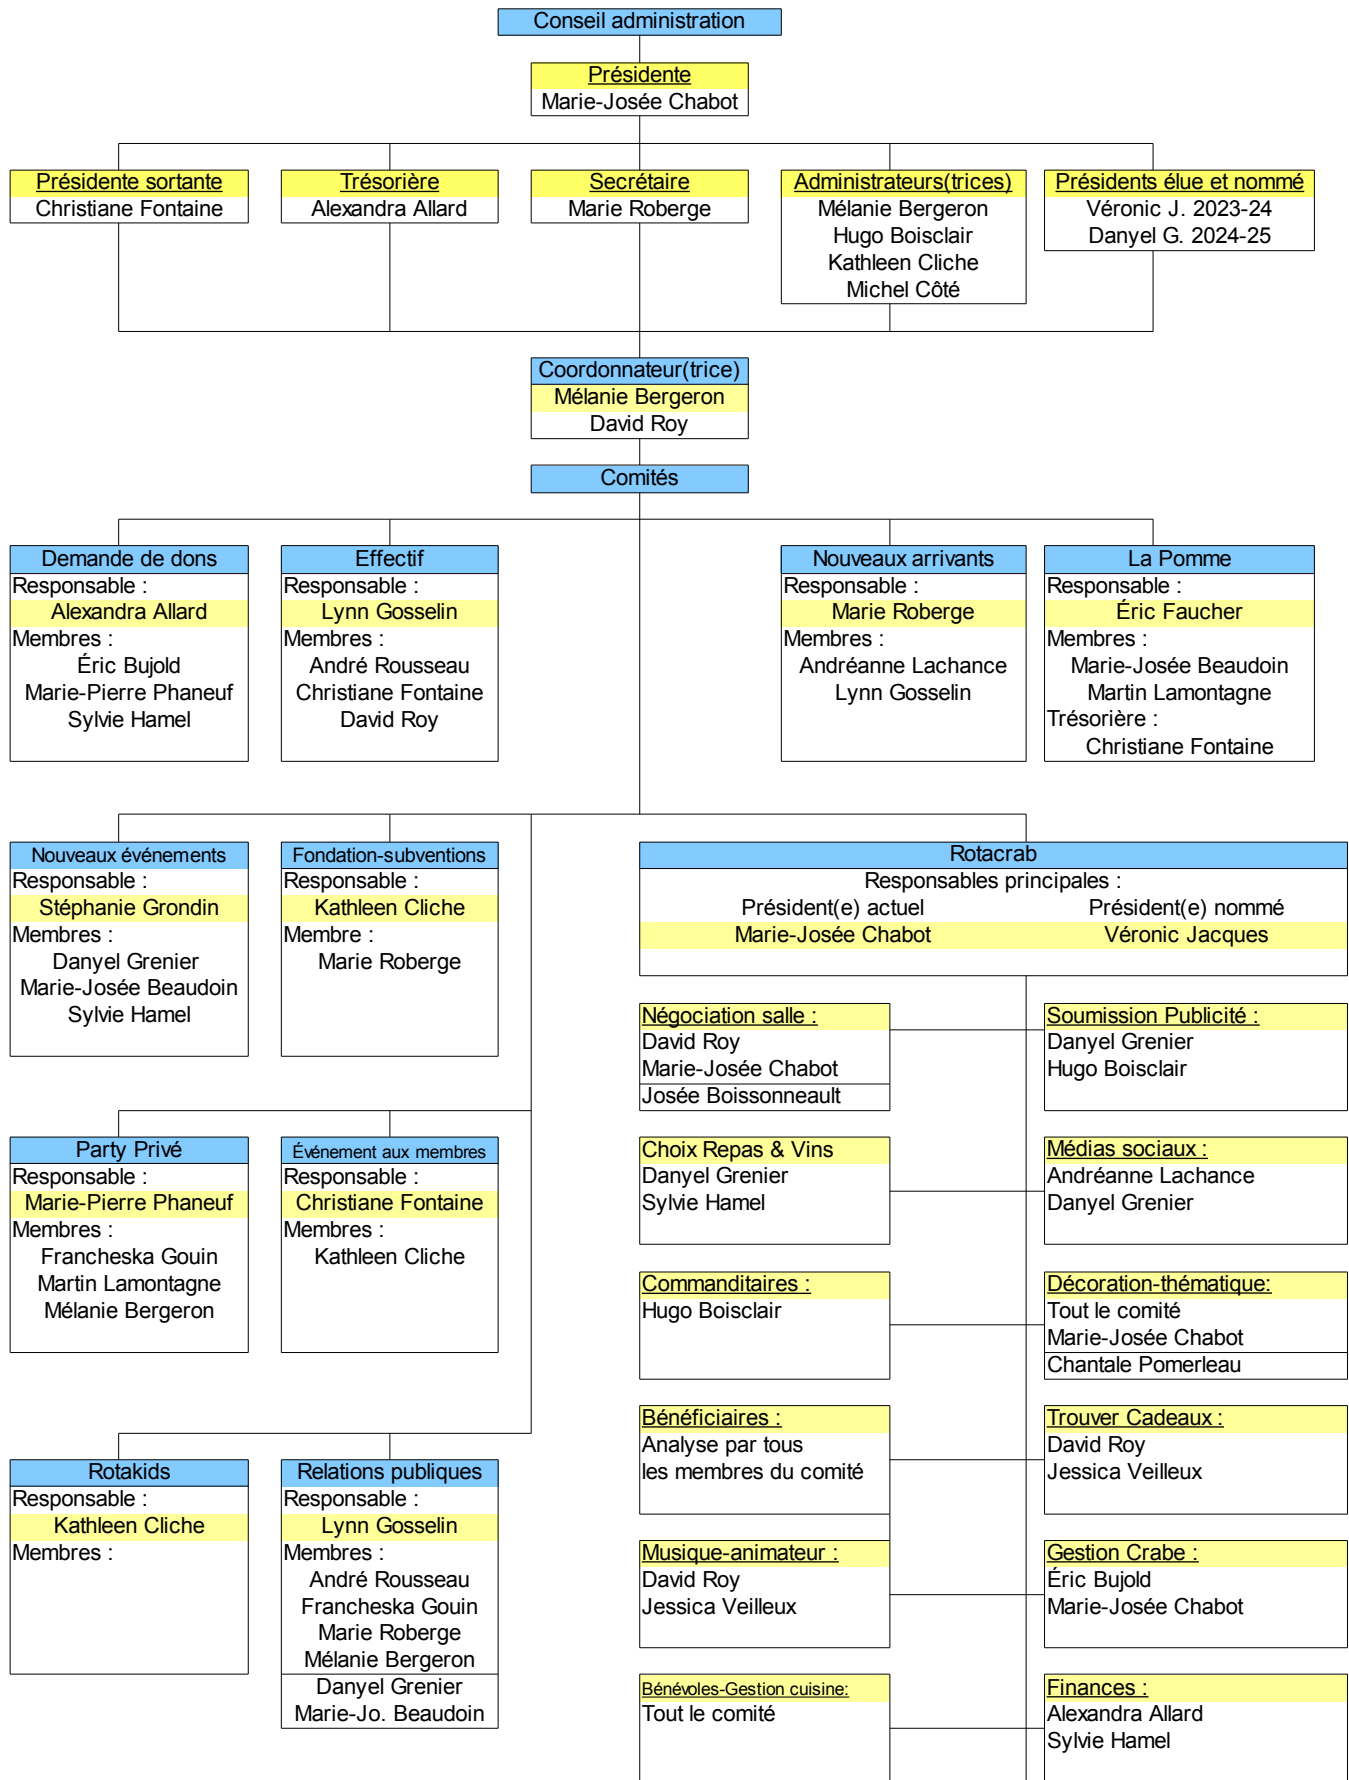 Conseil administration
Présidente
Marie-Josée Chabot
Présidente sortante
Christiane Fontaine
Trésorière
Alexandra Allard
Secrétaire
Marie Roberge
Administrateurs(trices)
Mélanie Bergeron
Hugo Boisclair
Kathleen Cliche
Michel Côté
Présidents élue et nommé
Véronic J. 2023-24
Danyel G. 2024-25
Coordonnateur(trice)
Mélanie Bergeron
David Roy
Comités
Demande de dons
Responsable :
Alexandra Allard
Membres :
Éric Bujold
Marie-Pierre Phaneuf
Sylvie Hamel
Effectif
Responsable :
Lynn Gosselin
Membres :
André Rousseau
Christiane Fontaine
David Roy
Nouveaux arrivants
Responsable :
Marie Roberge
Membres :
Andréanne Lachance
Lynn Gosselin
La Pomme
Responsable :
Éric Faucher
Membres :
Marie-Josée Beaudoin
Martin Lamontagne
Trésorière :
Christiane Fontaine
Nouveaux événements
Responsable :
Stéphanie Grondin
Membres :
Danyel Grenier
Marie-Josée Beaudoin
Sylvie Hamel
Fondation-subventions
Responsable :
Kathleen Cliche
Membre :
Marie Roberge
Rotacrab
Responsables principales :
Président(e) actuel
Président(e) nommé
Marie-Josée Chabot
Véronic Jacques
Négociation salle :
David Roy
Marie-Josée Chabot
Josée Boissonneault
Soumission Publicité :
Danyel Grenier
Hugo Boisclair
Party Privé
Responsable :
Marie-Pierre Phaneuf
Membres :
Francheska Gouin
Martin Lamontagne
Mélanie Bergeron
Événement aux membres
Responsable :
Christiane Fontaine
Membres :
Kathleen Cliche
Choix Repas & Vins
Danyel Grenier
Sylvie Hamel
Médias sociaux :
Andréanne Lachance
Danyel Grenier
Commanditaires :
Hugo Boisclair
Décoration-thématique:
Tout le comité
Marie-Josée Chabot
Chantale Pomerleau
Bénéficiaires :
Analyse par tous
les membres du comité
Trouver Cadeaux :
David Roy
Jessica Veilleux
Rotakids
Responsable :
Kathleen Cliche
Membres :
Relations publiques
Responsable :
Lynn Gosselin
Membres :
André Rousseau
Francheska Gouin
Marie Roberge
Mélanie Bergeron
Danyel Grenier
Marie-Jo. Beaudoin
Musique-animateur :
David Roy
Jessica Veilleux
Gestion Crabe :
Éric Bujold
Marie-Josée Chabot
Bénévoles-Gestion cuisine:
Tout le comité
Finances :
Alexandra Allard
Sylvie Hamel